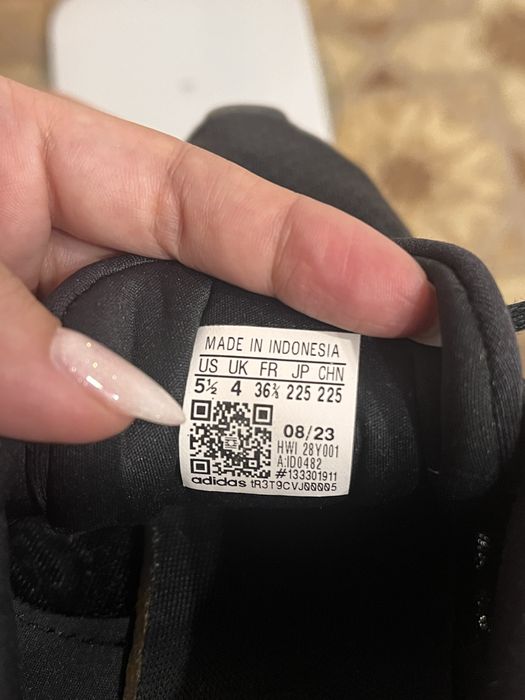 MADE IN INDONESIA
US UK FR JP CHN
5½ 4 36⅔ 225 225
08/23
HWI 28Y001
A:ID0482
#133301911
adidas tR3T9CVJ00005